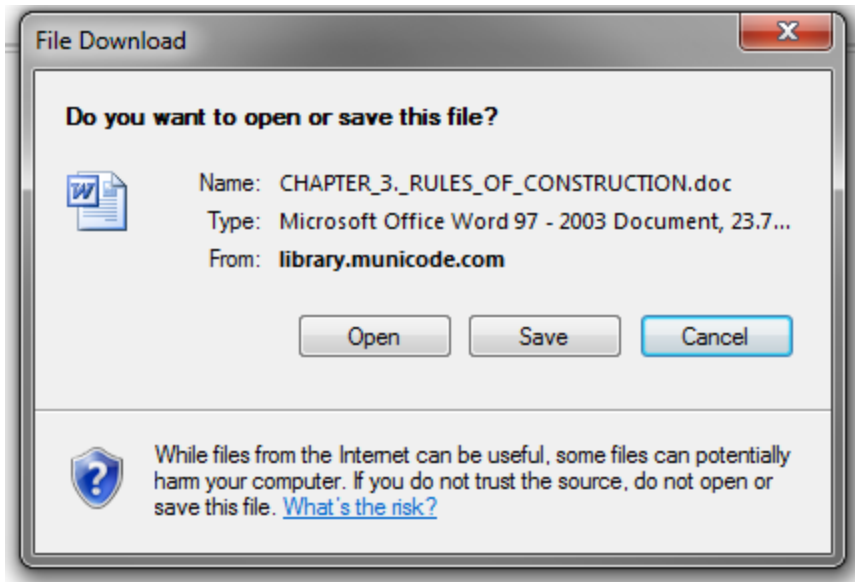 File Download
Do you want to open or save this file?
Name: CHAPTER_3._RULES_OF_CONSTRUCTION.doc
Type: Microsoft Office Word 97 - 2003 Document, 23.7...
From: library.municode.com
Open Save Cancel
While files from the Internet can be useful, some files can potentially
harm your computer. If you do not trust the source, do not open or
save this file. What's the risk?